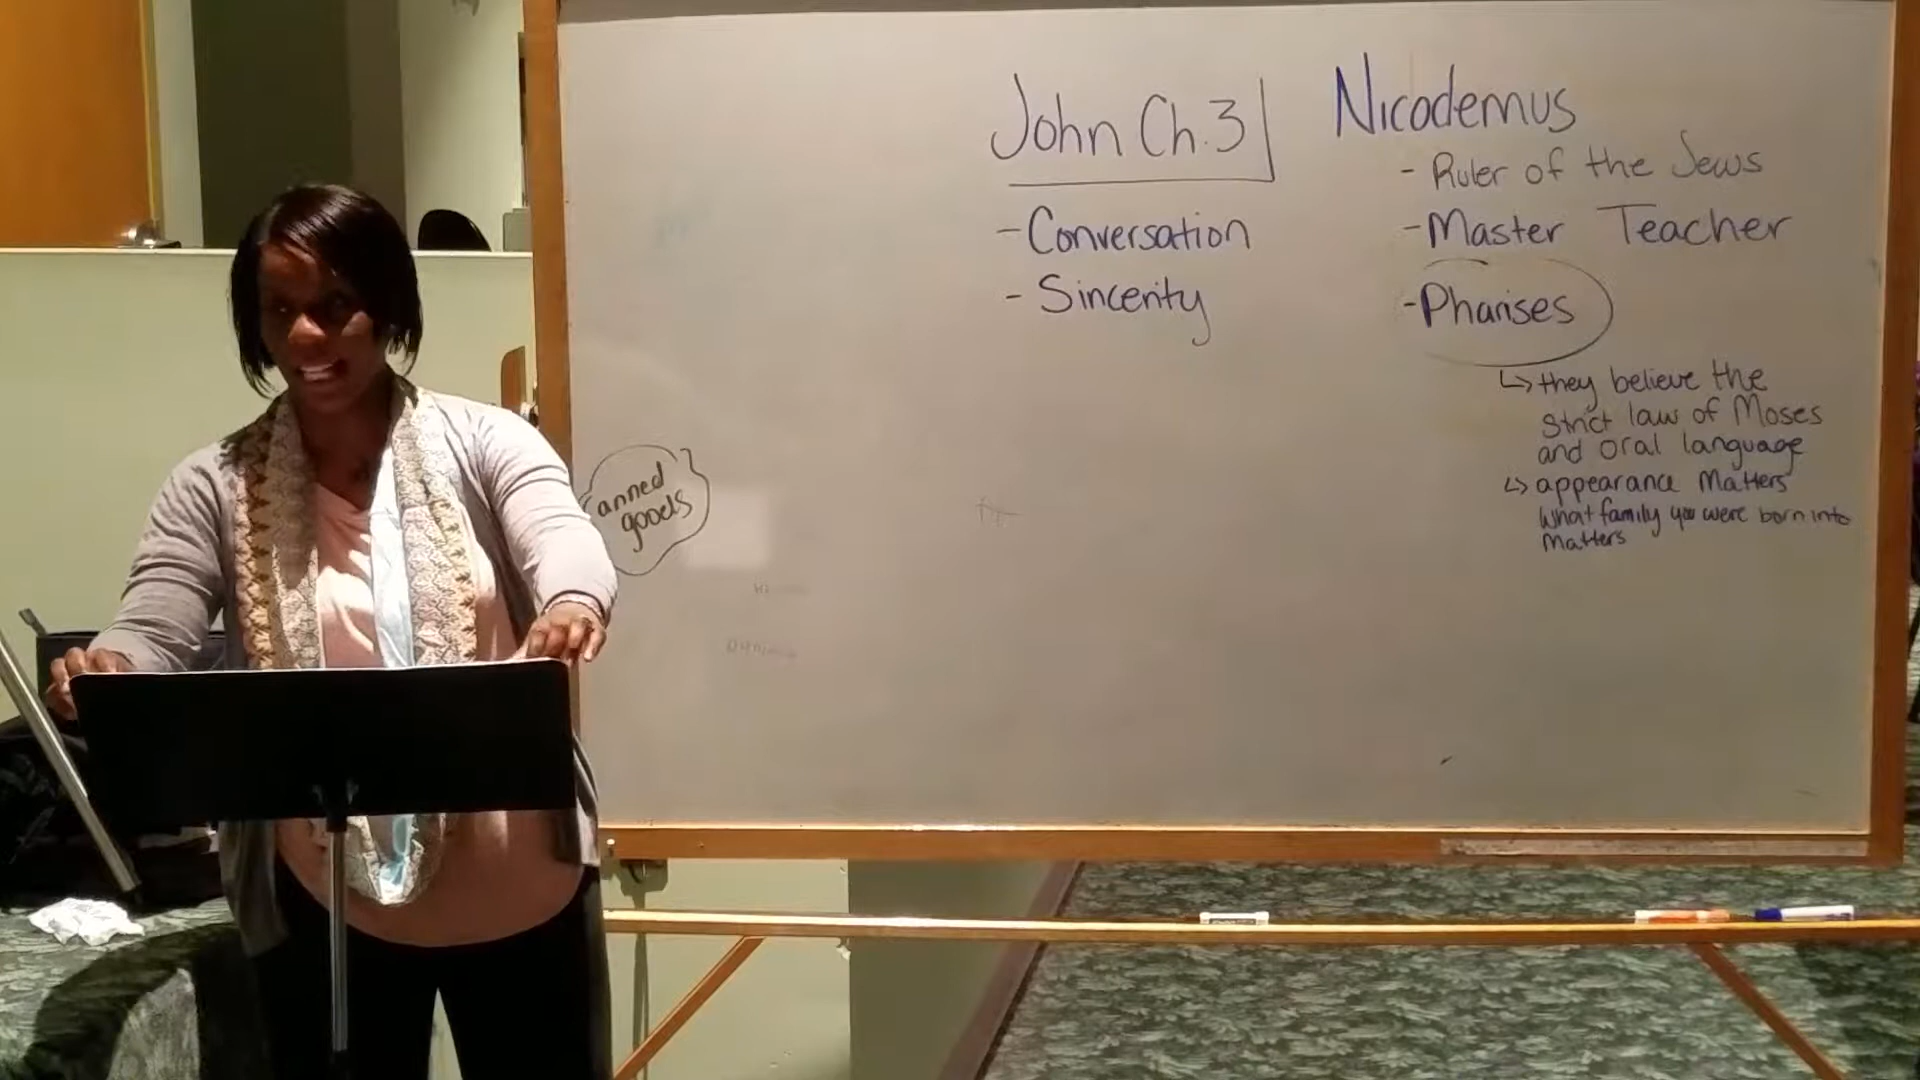 John Ch. 3
- Conversation
- Sincerity
Nicodemus
- Ruler of the Jews
- Master Teacher
- Pharises
↳ they believe the
strict law of Moses
and oral language
↳ appearance Matters
What family you were born into
Matters
anned
goods